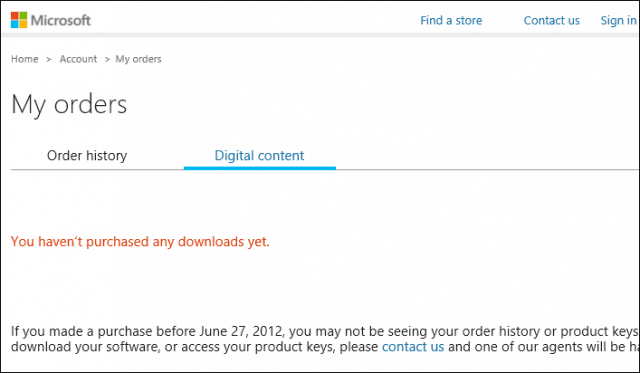 Microsoft Find a store Contact us Sign in
Home > Account > My orders
My orders
Order history Digital content
You haven't purchased any downloads yet.
If you made a purchase before June 27, 2012, you may not be seeing your order history or product keys
download your software, or access your product keys, please contact us and one of our agents will be